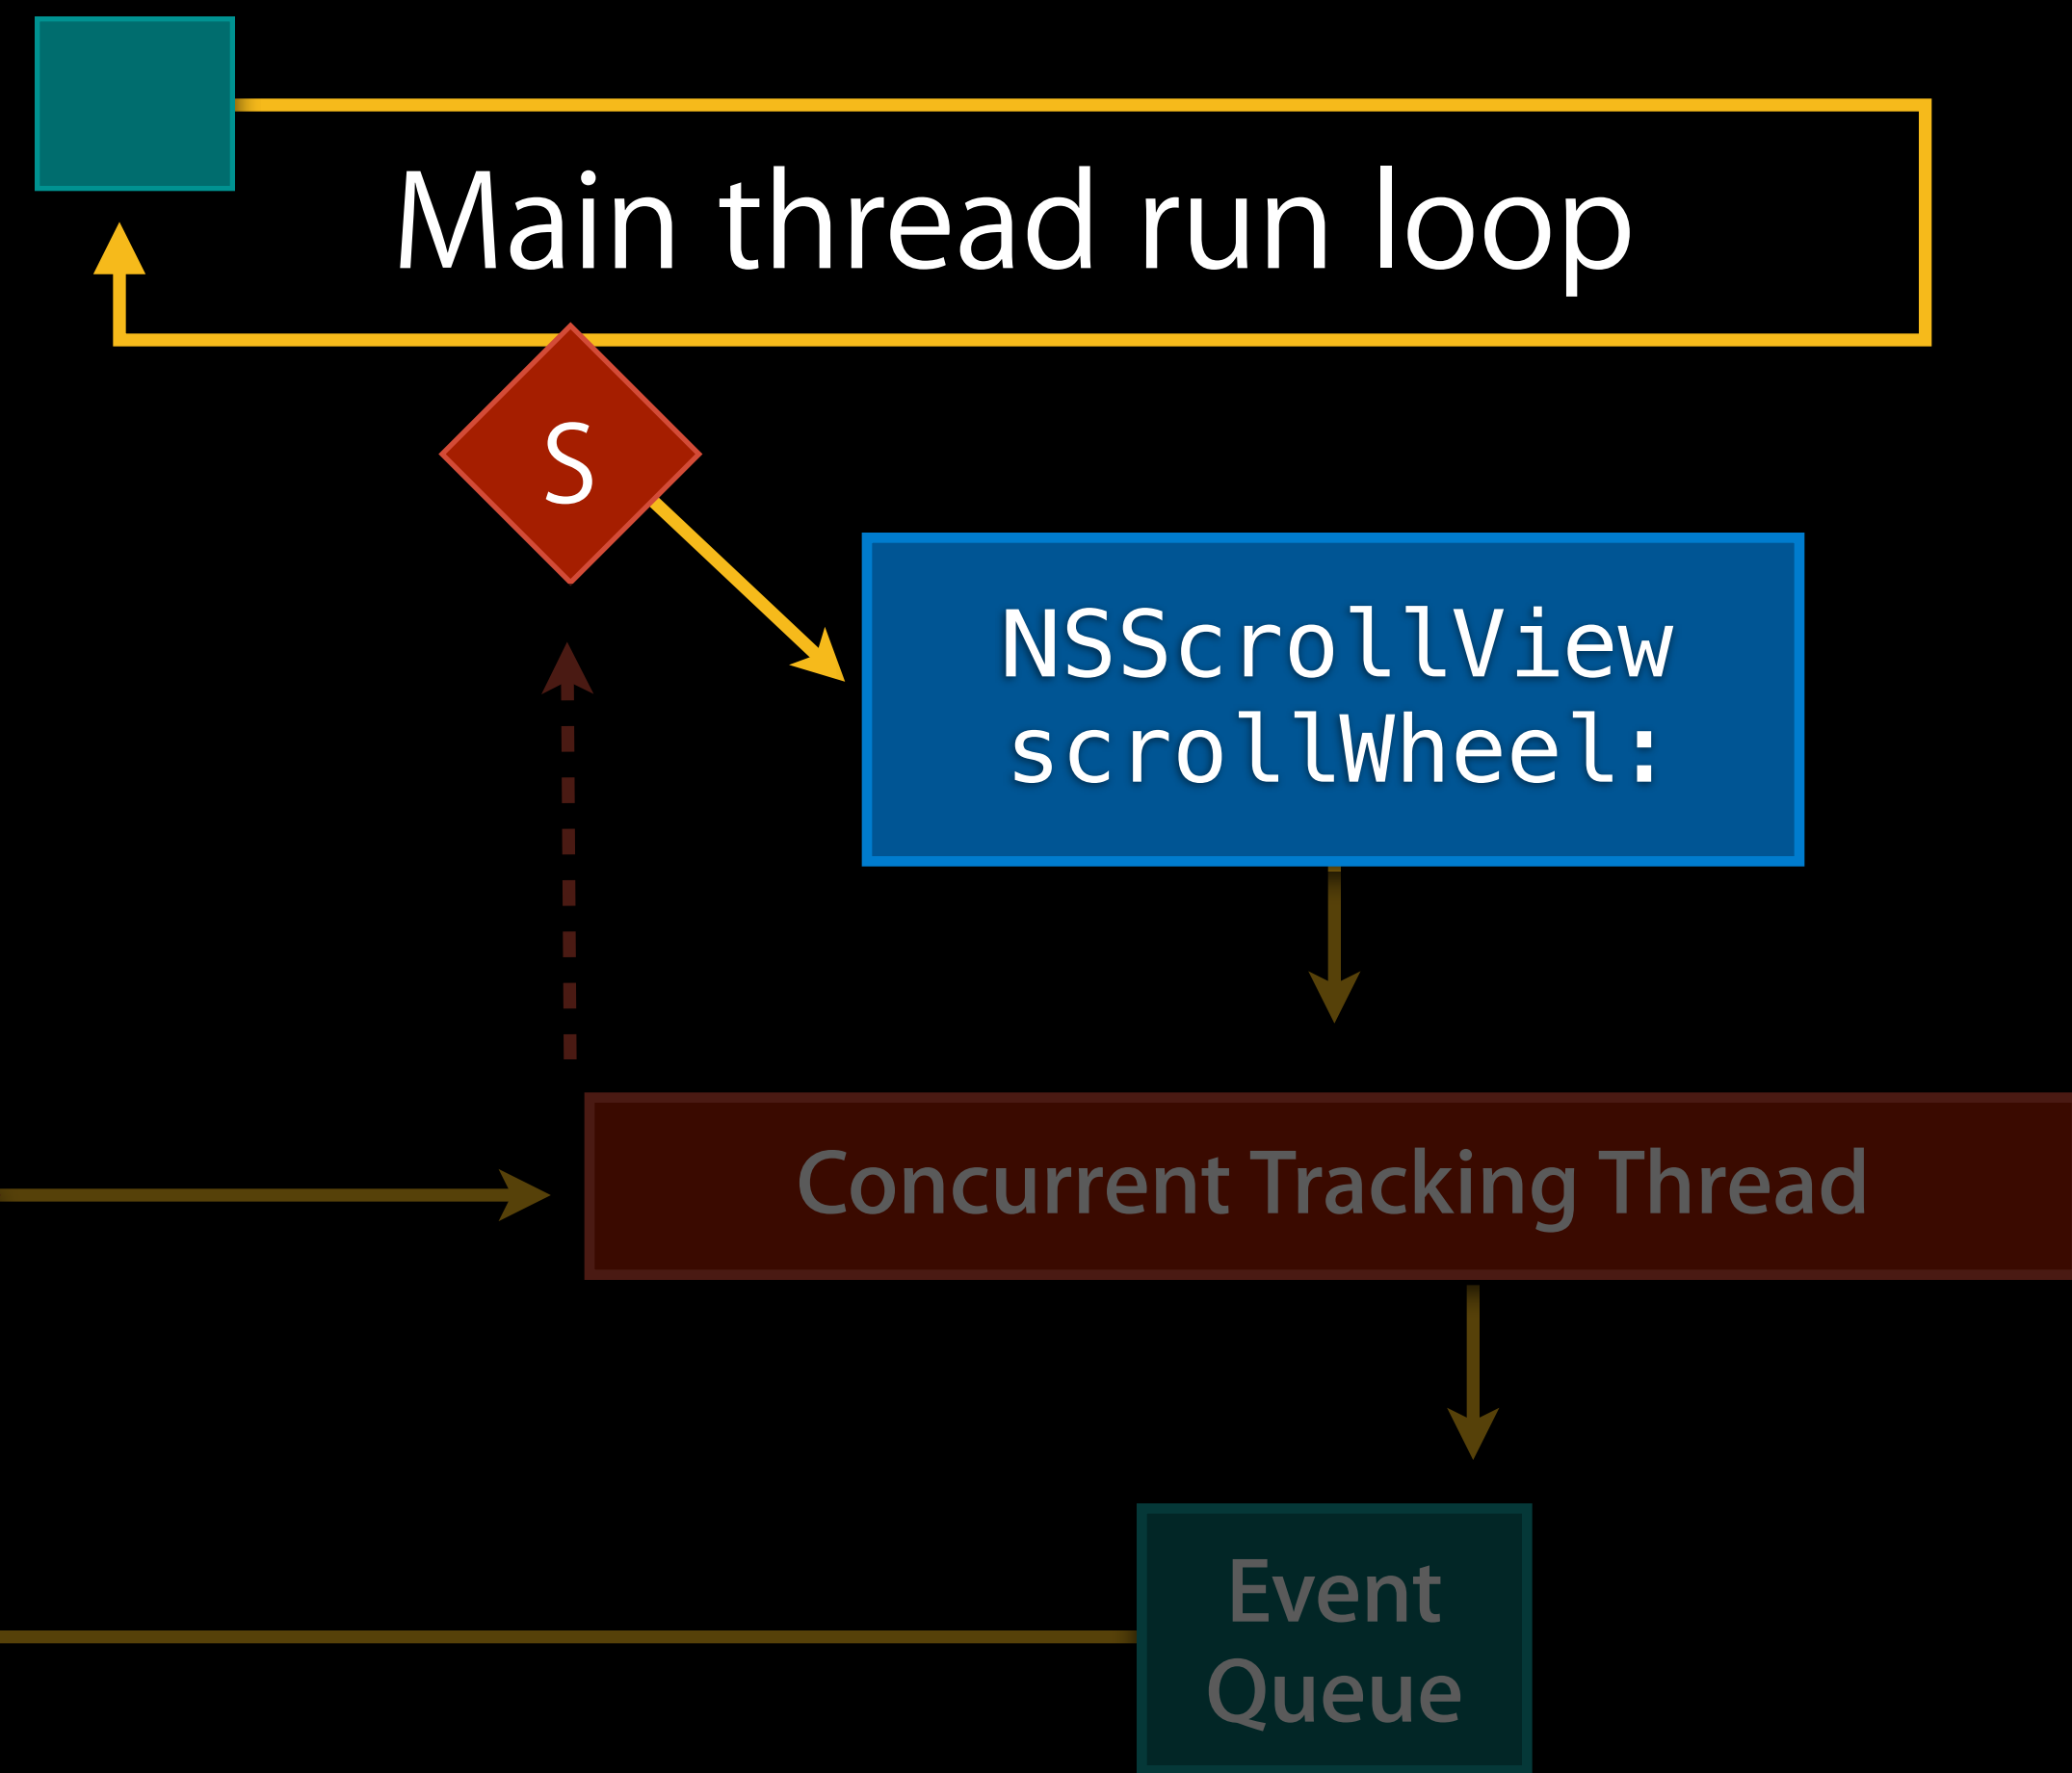 Main thread run loop
S
NSScrollView
scrollWheel:
Concurrent Tracking Thread
Event
Queue